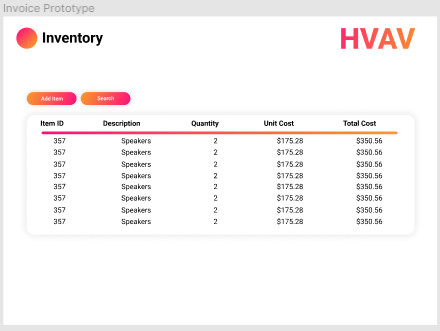 Invoice Prototype
Inventory
HVAV
Add Item
Search
Item ID Description Quantity Unit Cost Total Cost
357 Speakers 2 $175.28 $350.56
357 Speakers 2 $175.28 $350.56
357 Speakers 2 $175.28 $350.56
357 Speakers 2 $175.28 $350.56
357 Speakers 2 $175.28 $350.56
357 Speakers 2 $175.28 $350.56
357 Speakers 2 $175.28 $350.56
357 Speakers 2 $175.28 $350.56